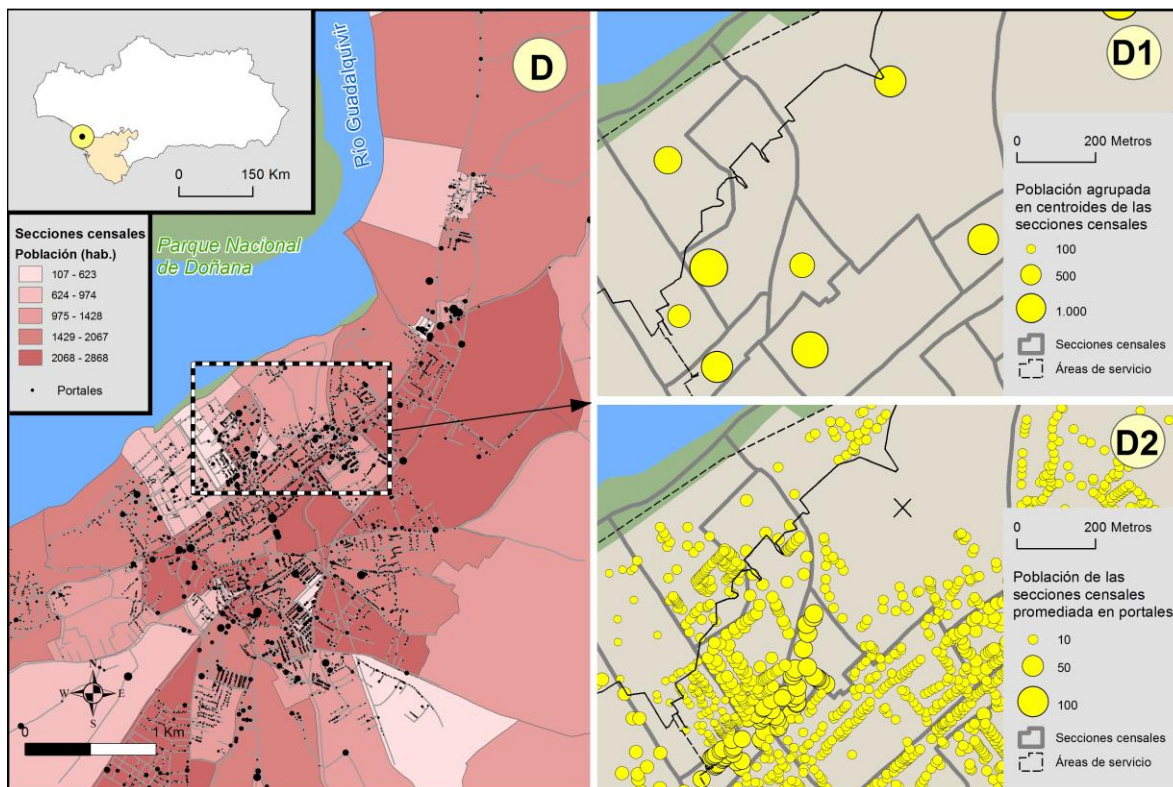 0 150 Km
Secciones censales
Población (hab.)
107 - 623
624 - 974
975 - 1428
1429 - 2067
2068 - 2868
Portales
D
Río Guadalquivir
Parque Nacional
de Doñana
N
W E
S
0 1 Km
D1
0 200 Metros
Población agrupada
en centroides de las
secciones censales
100
500
1.000
Secciones censales
Áreas de servicio
D2
0 200 Metros
Población de las
secciones censales
promediada en portales
10
50
100
Secciones censales
Áreas de servicio